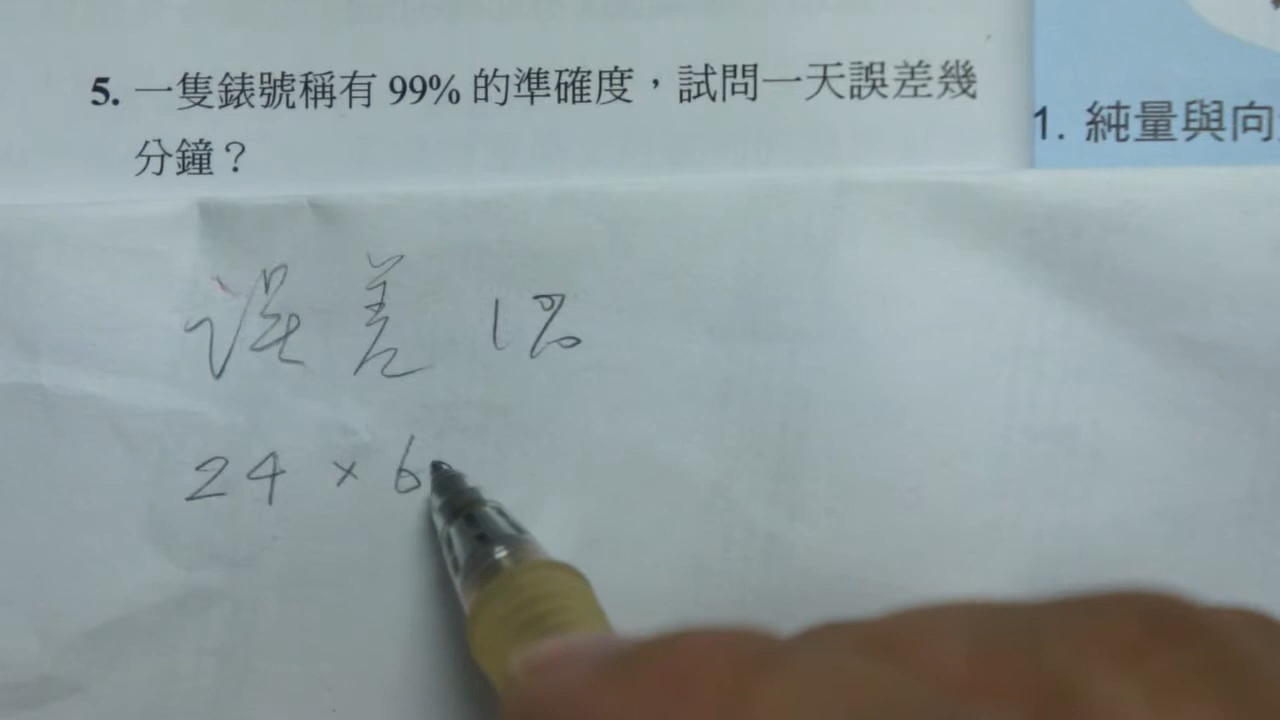 5. 一隻錶號稱有 99% 的準確度，試問一天誤差幾
分鐘？
1. 純量與向
誤差 1%
24 × 6